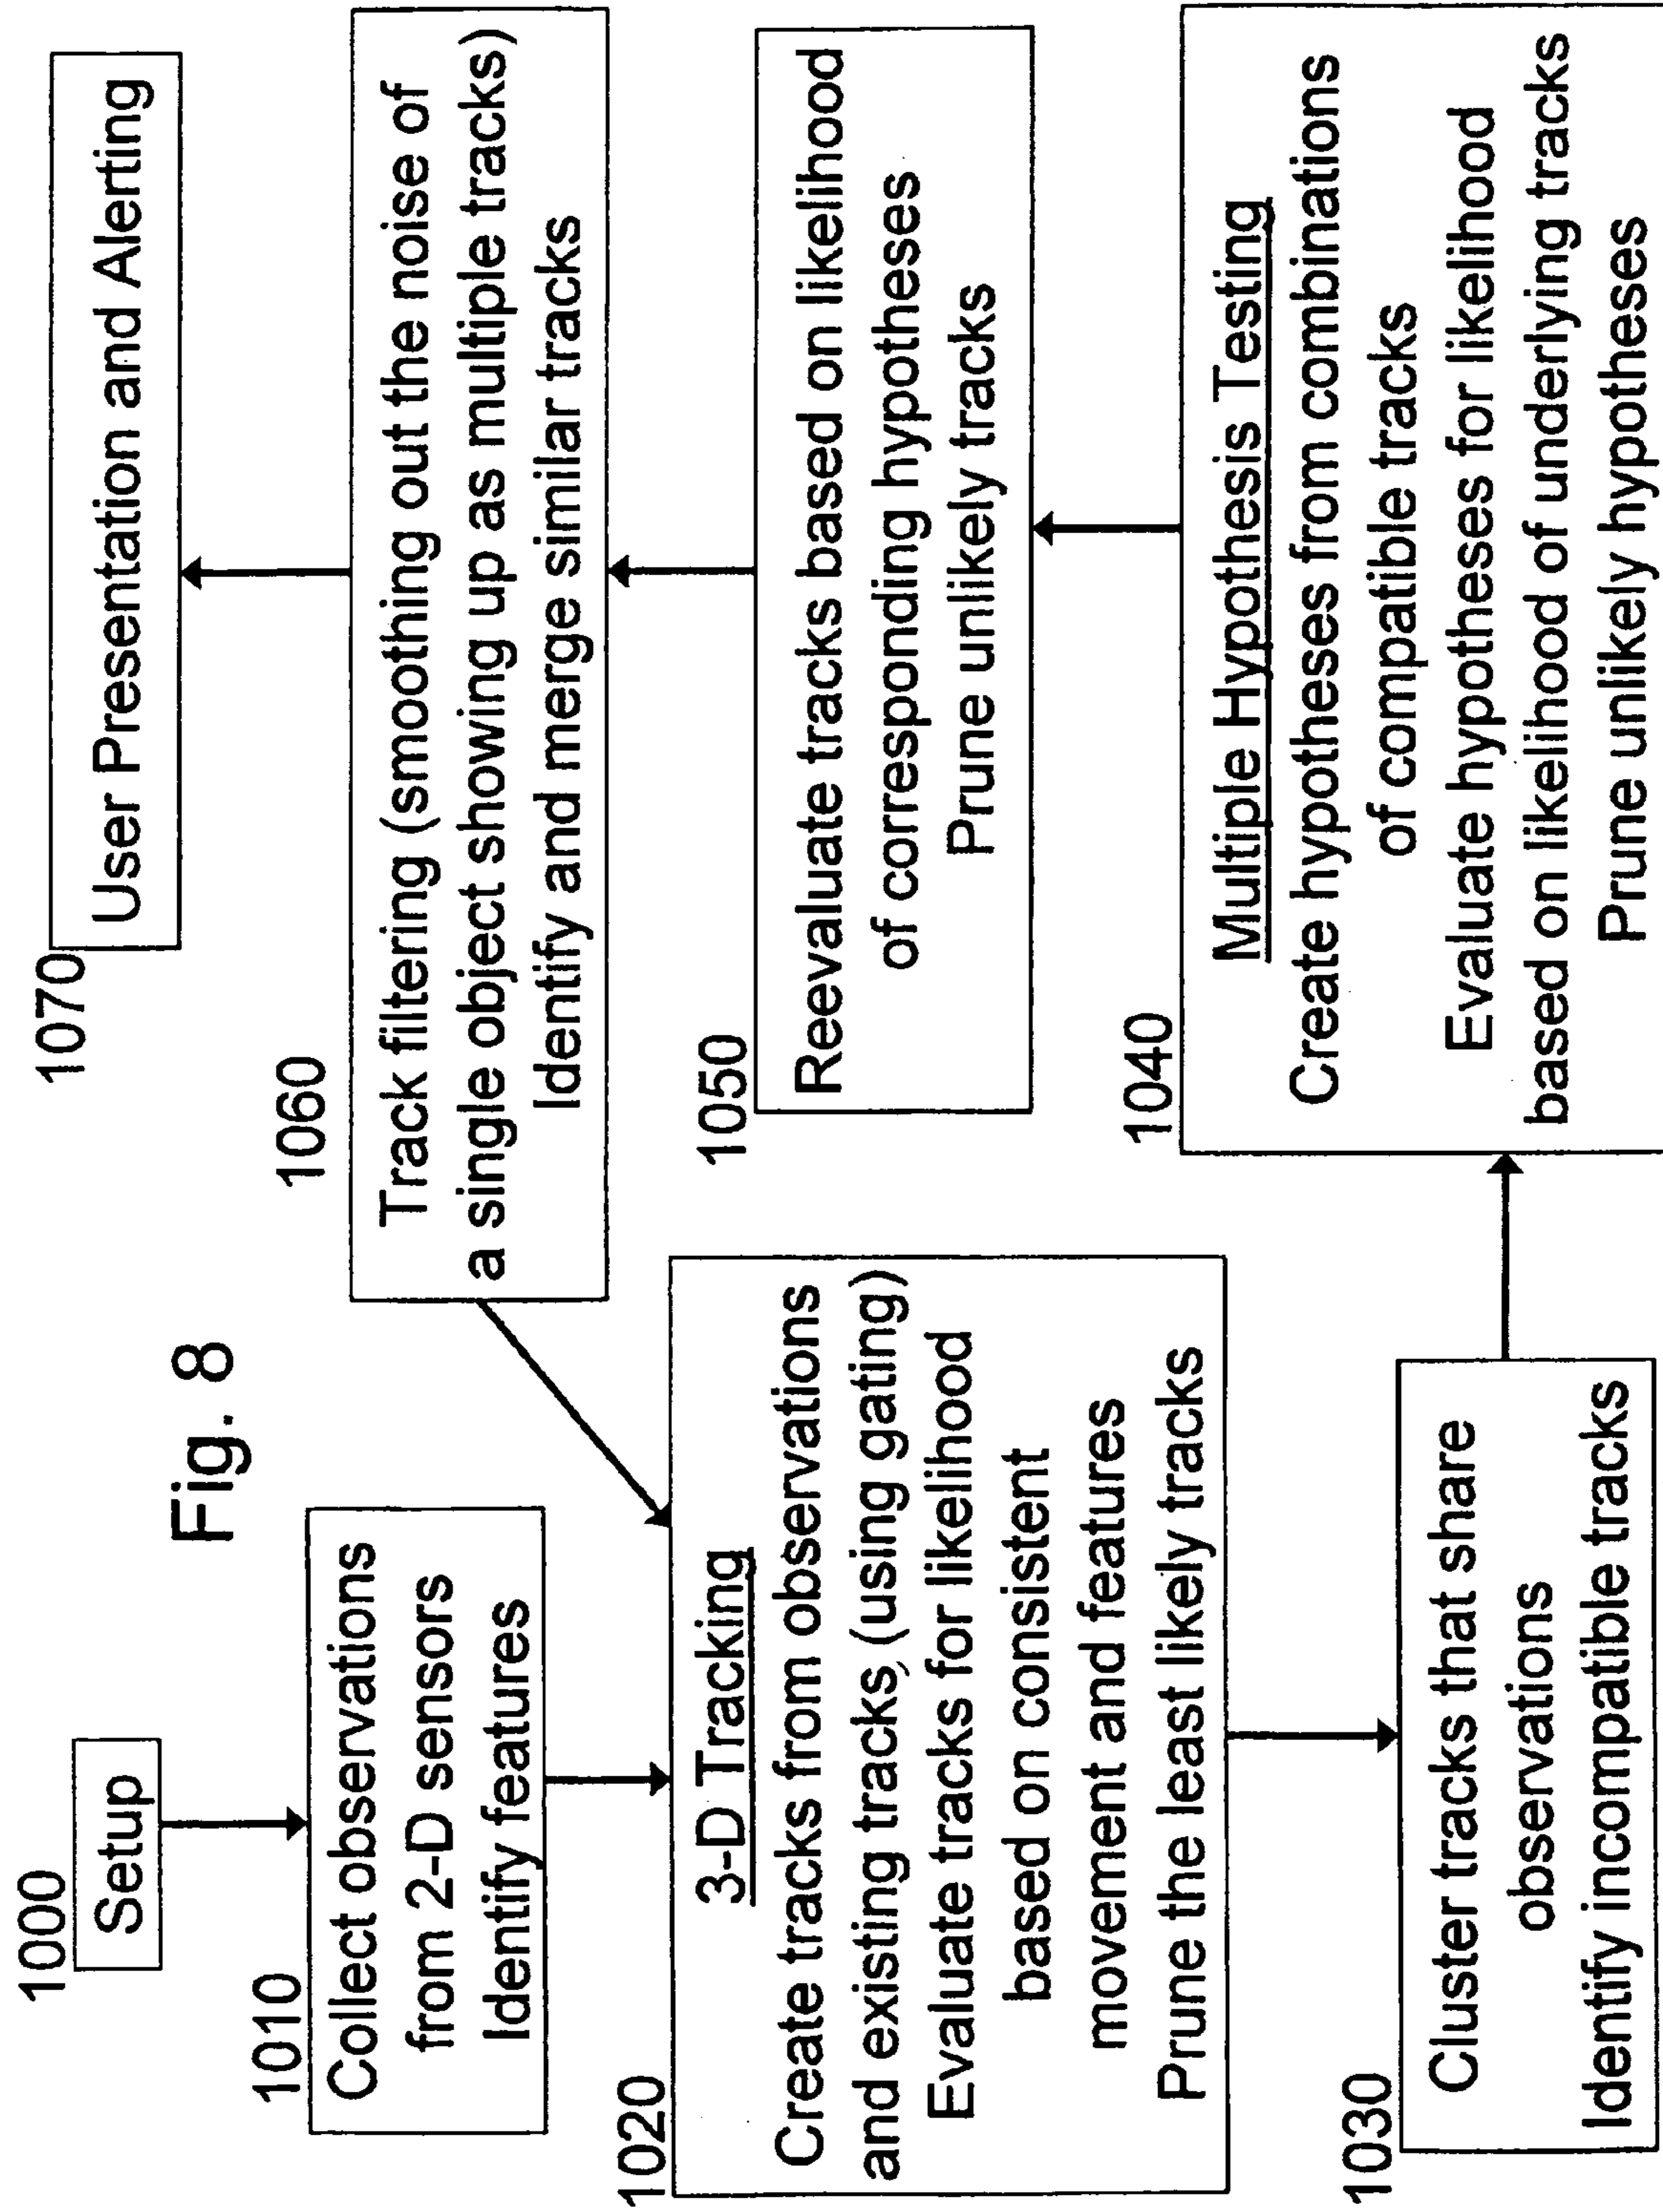 Fig. 8
1000
Setup
1010
Collect observations
from 2-D sensors
Identify features
1020
3-D Tracking
Create tracks from observations
and existing tracks (using gating)
Evaluate tracks for likelihood
based on consistent
movement and features
Prune the least likely tracks
1030
Cluster tracks that share
observations
Identify incompatible tracks
1040
Multiple Hypothesis Testing
Create hypotheses from combinations
of compatible tracks
Evaluate hypotheses for likelihood
based on likelihood of underlying tracks
Prune unlikely hypotheses
1050
Reevaluate tracks based on likelihood
of corresponding hypotheses
Prune unlikely tracks
1060
Track filtering (smoothing out the noise of
a single object showing up as multiple tracks)
Identify and merge similar tracks
1070
User Presentation and Alerting